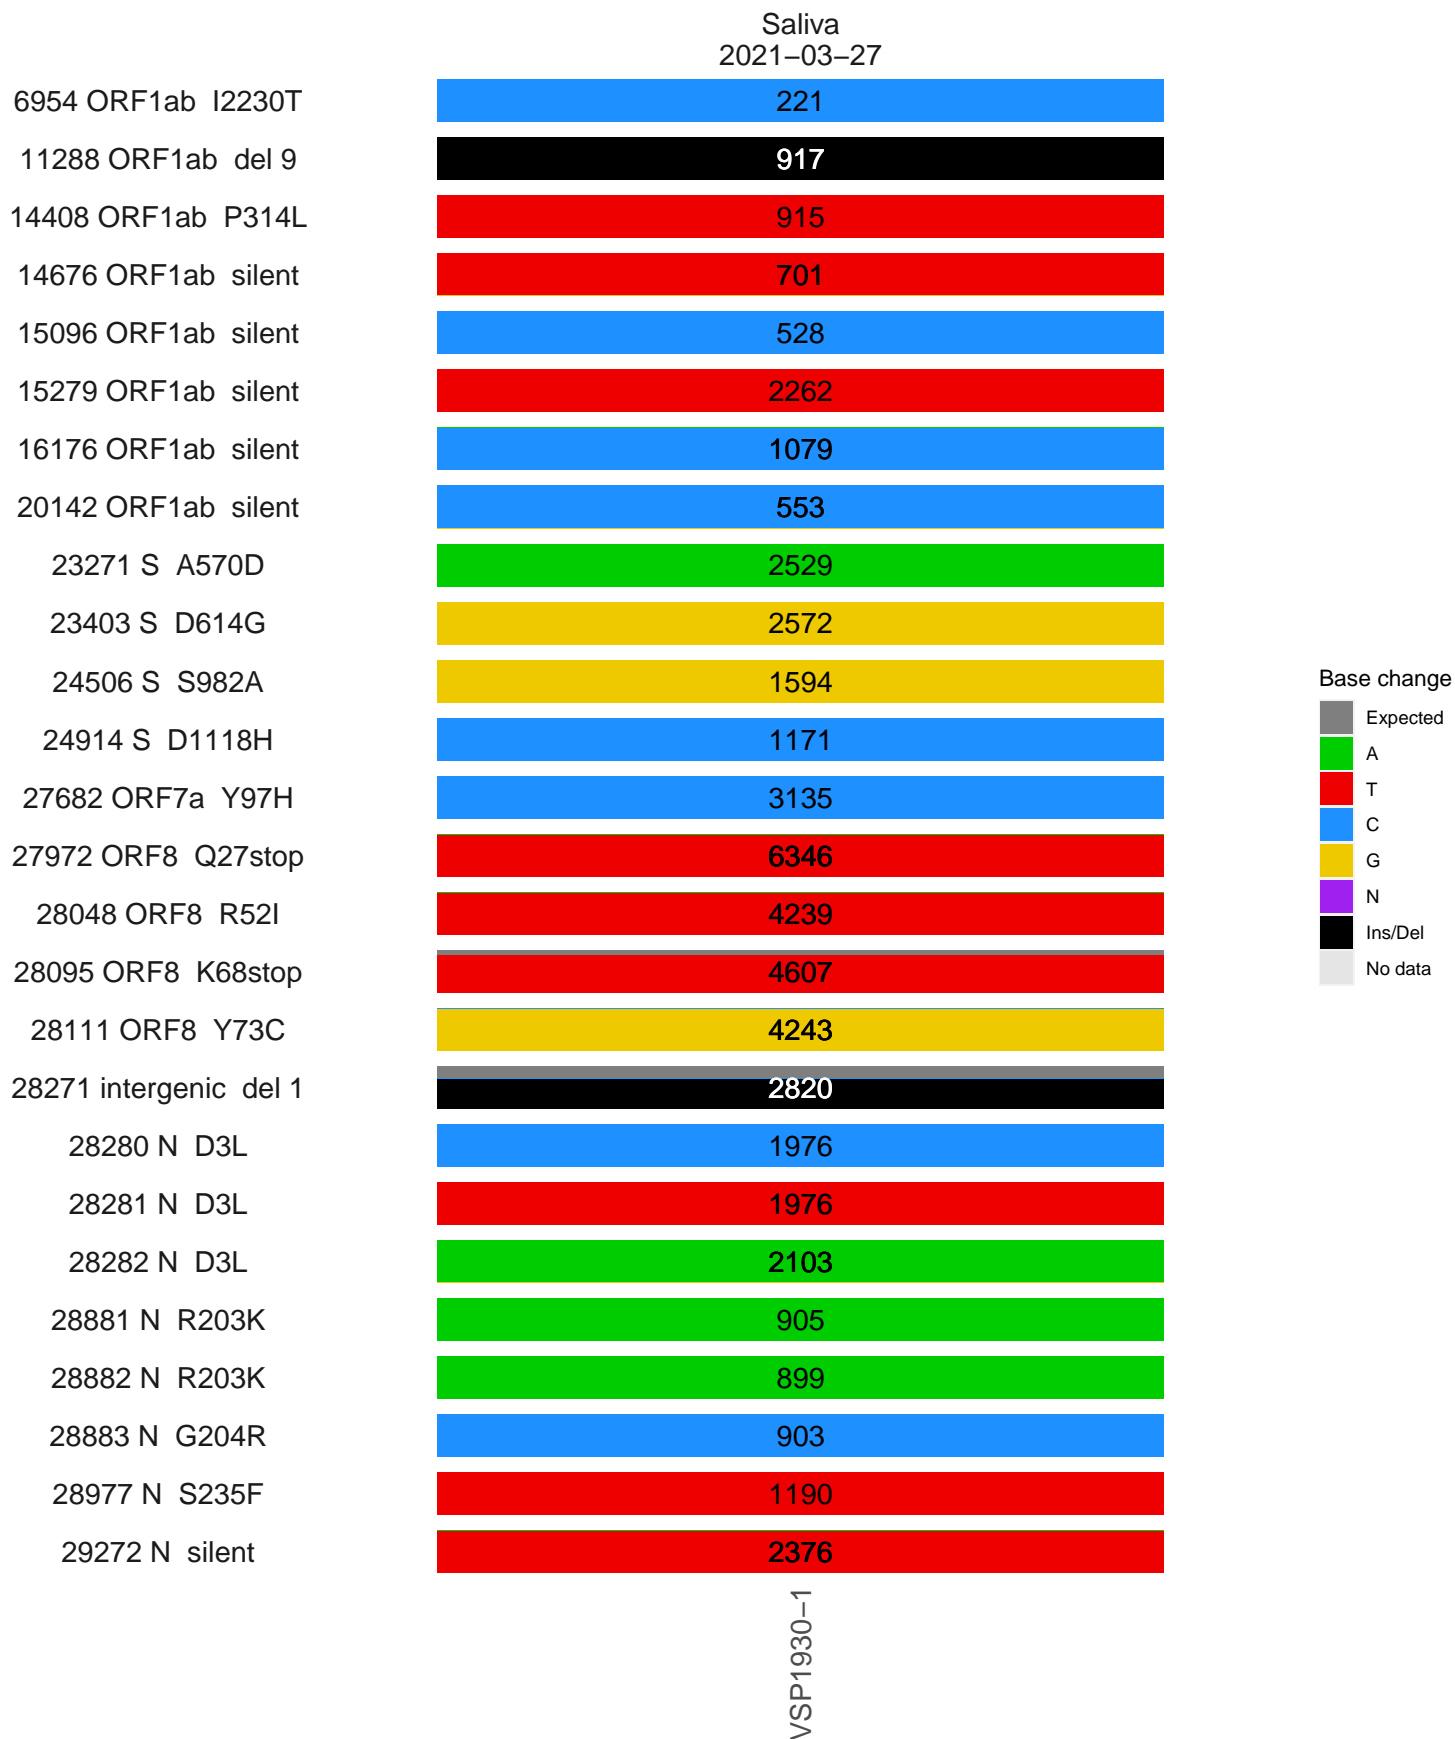 Saliva
2021−03−27
6954 ORF1ab I2230T 221
11288 ORF1ab del 9 917
14408 ORF1ab P314L 915
14676 ORF1ab silent 701
15096 ORF1ab silent 528
15279 ORF1ab silent 2262
16176 ORF1ab silent 1079
20142 ORF1ab silent 553
23271 S A570D 2529
23403 S D614G 2572
24506 S S982A 1594
24914 S D1118H 1171
27682 ORF7a Y97H 3135
27972 ORF8 Q27stop 6346
28048 ORF8 R52I 4239
28095 ORF8 K68stop 4607
28111 ORF8 Y73C 4243
28271 intergenic del 1 2820
28280 N D3L 1976
28281 N D3L 1976
28282 N D3L 2103
28881 N R203K 905
28882 N R203K 899
28883 N G204R 903
28977 N S235F 1190
29272 N silent 2376
VSP1930−1
Base change
Expected
A
T
C
G
N
Ins/Del
No data